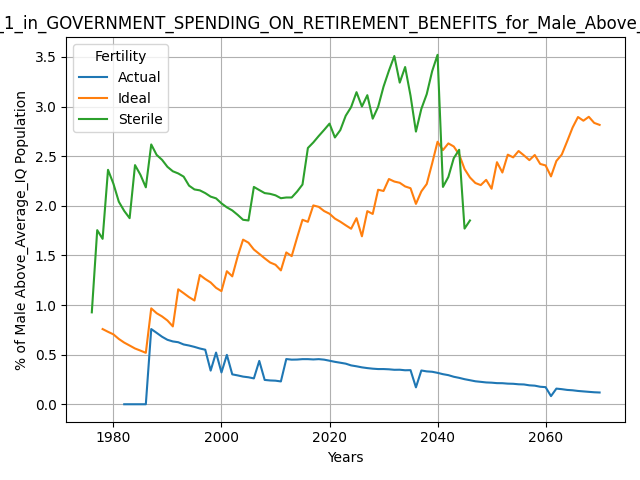 _1_in_GOVERNMENT_SPENDING_ON_RETIREMENT_BENEFITS_for_Male_Above_
Fertility
Actual
Ideal
Sterile
% of Male Above_Average_IQ Population
3.5
3.0
2.5
2.0
1.5
1.0
0.5
0.0
1980 2000 2020 2040 2060
Years